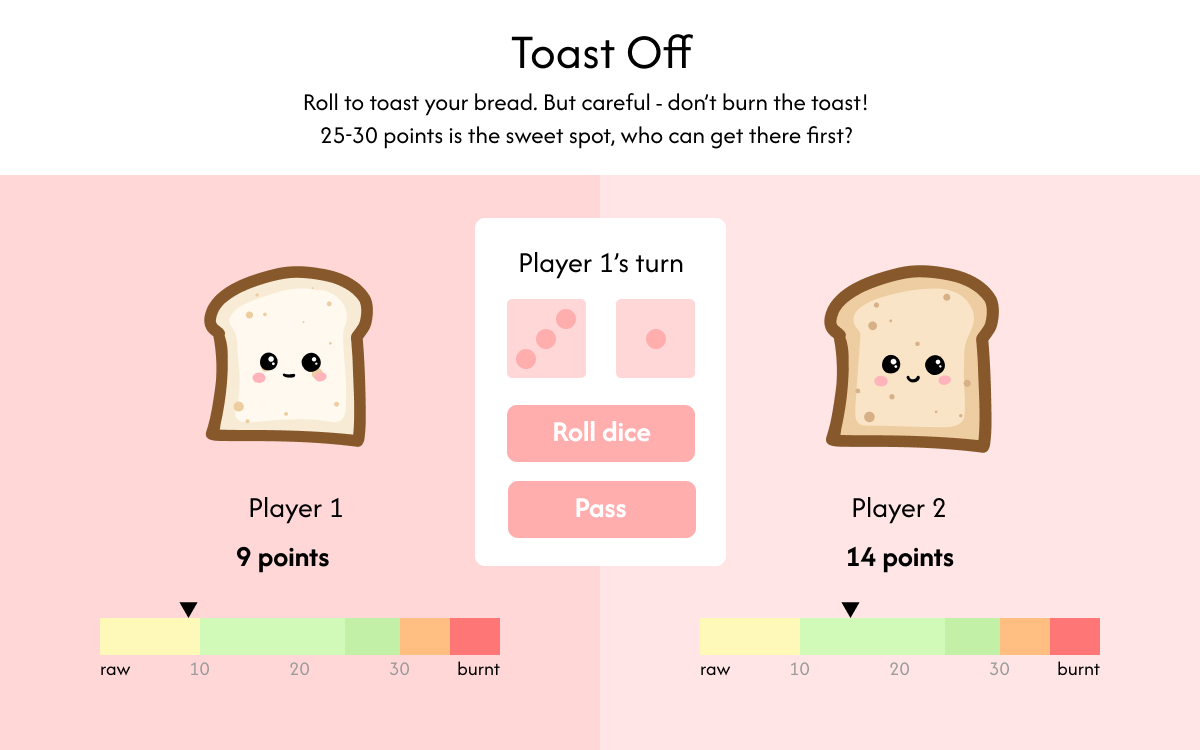 Toast Off
Roll to toast your bread. But careful - don’t burn the toast!
25-30 points is the sweet spot, who can get there first?
Player 1’s turn
Roll dice
Pass
Player 1
9 points
raw 10 20 30 burnt
Player 2
14 points
raw 10 20 30 burnt